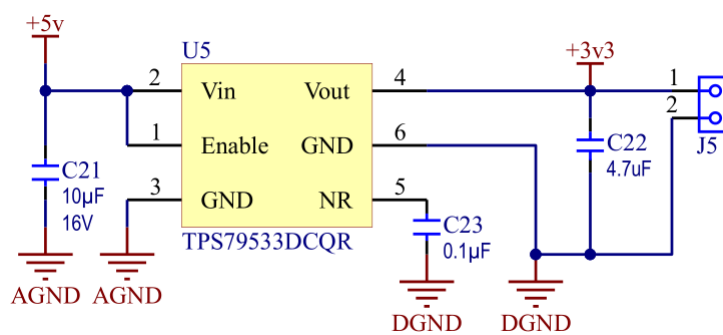 +5v
U5
+3v3
2 Vin Vout 4 1
2
1 Enable GND 6
J5
C21
10µF
16V
C22
4.7uF
3 GND NR 5
C23
0.1µF
TPS79533DCQR
AGND AGND DGND DGND